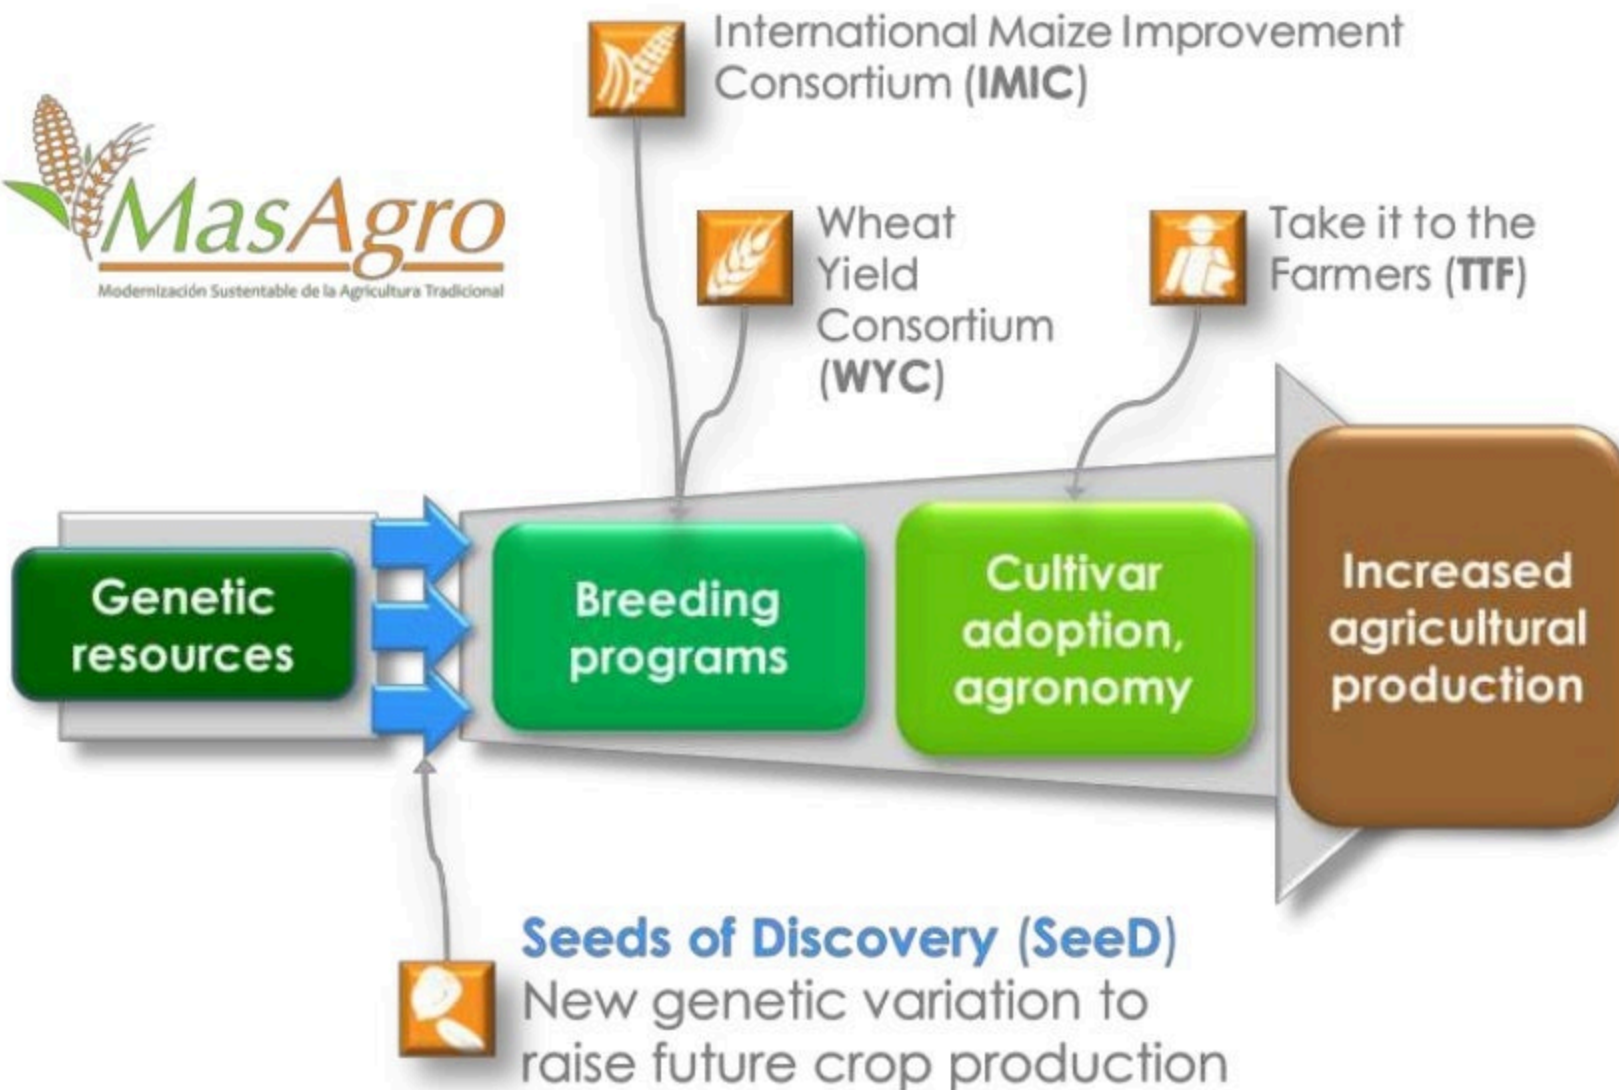 International Maize Improvement
Consortium (IMIC)
MasAgro
Modernización Sustentable de la Agricultura Tradicional
Wheat
Yield
Consortium
(WYC)
Take it to the
Farmers (TTF)
Genetic
resources
Breeding
programs
Cultivar
adoption,
agronomy
Increased
agricultural
production
Seeds of Discovery (SeeD)
New genetic variation to
raise future crop production